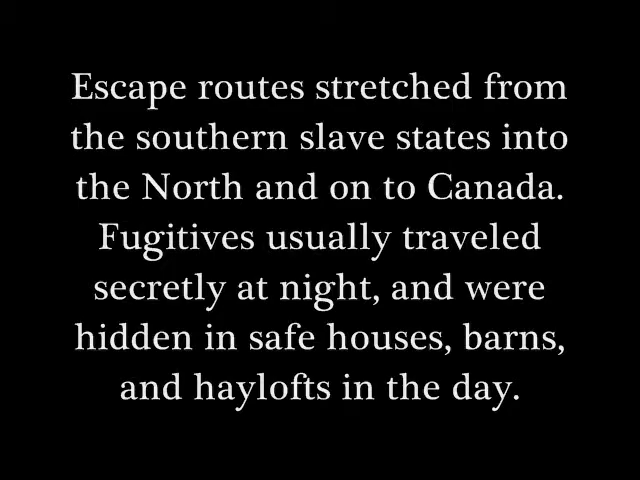 Escape routes stretched from
the southern slave states into
the North and on to Canada.
Fugitives usually traveled
secretly at night, and were
hidden in safe houses, barns,
and haylofts in the day.